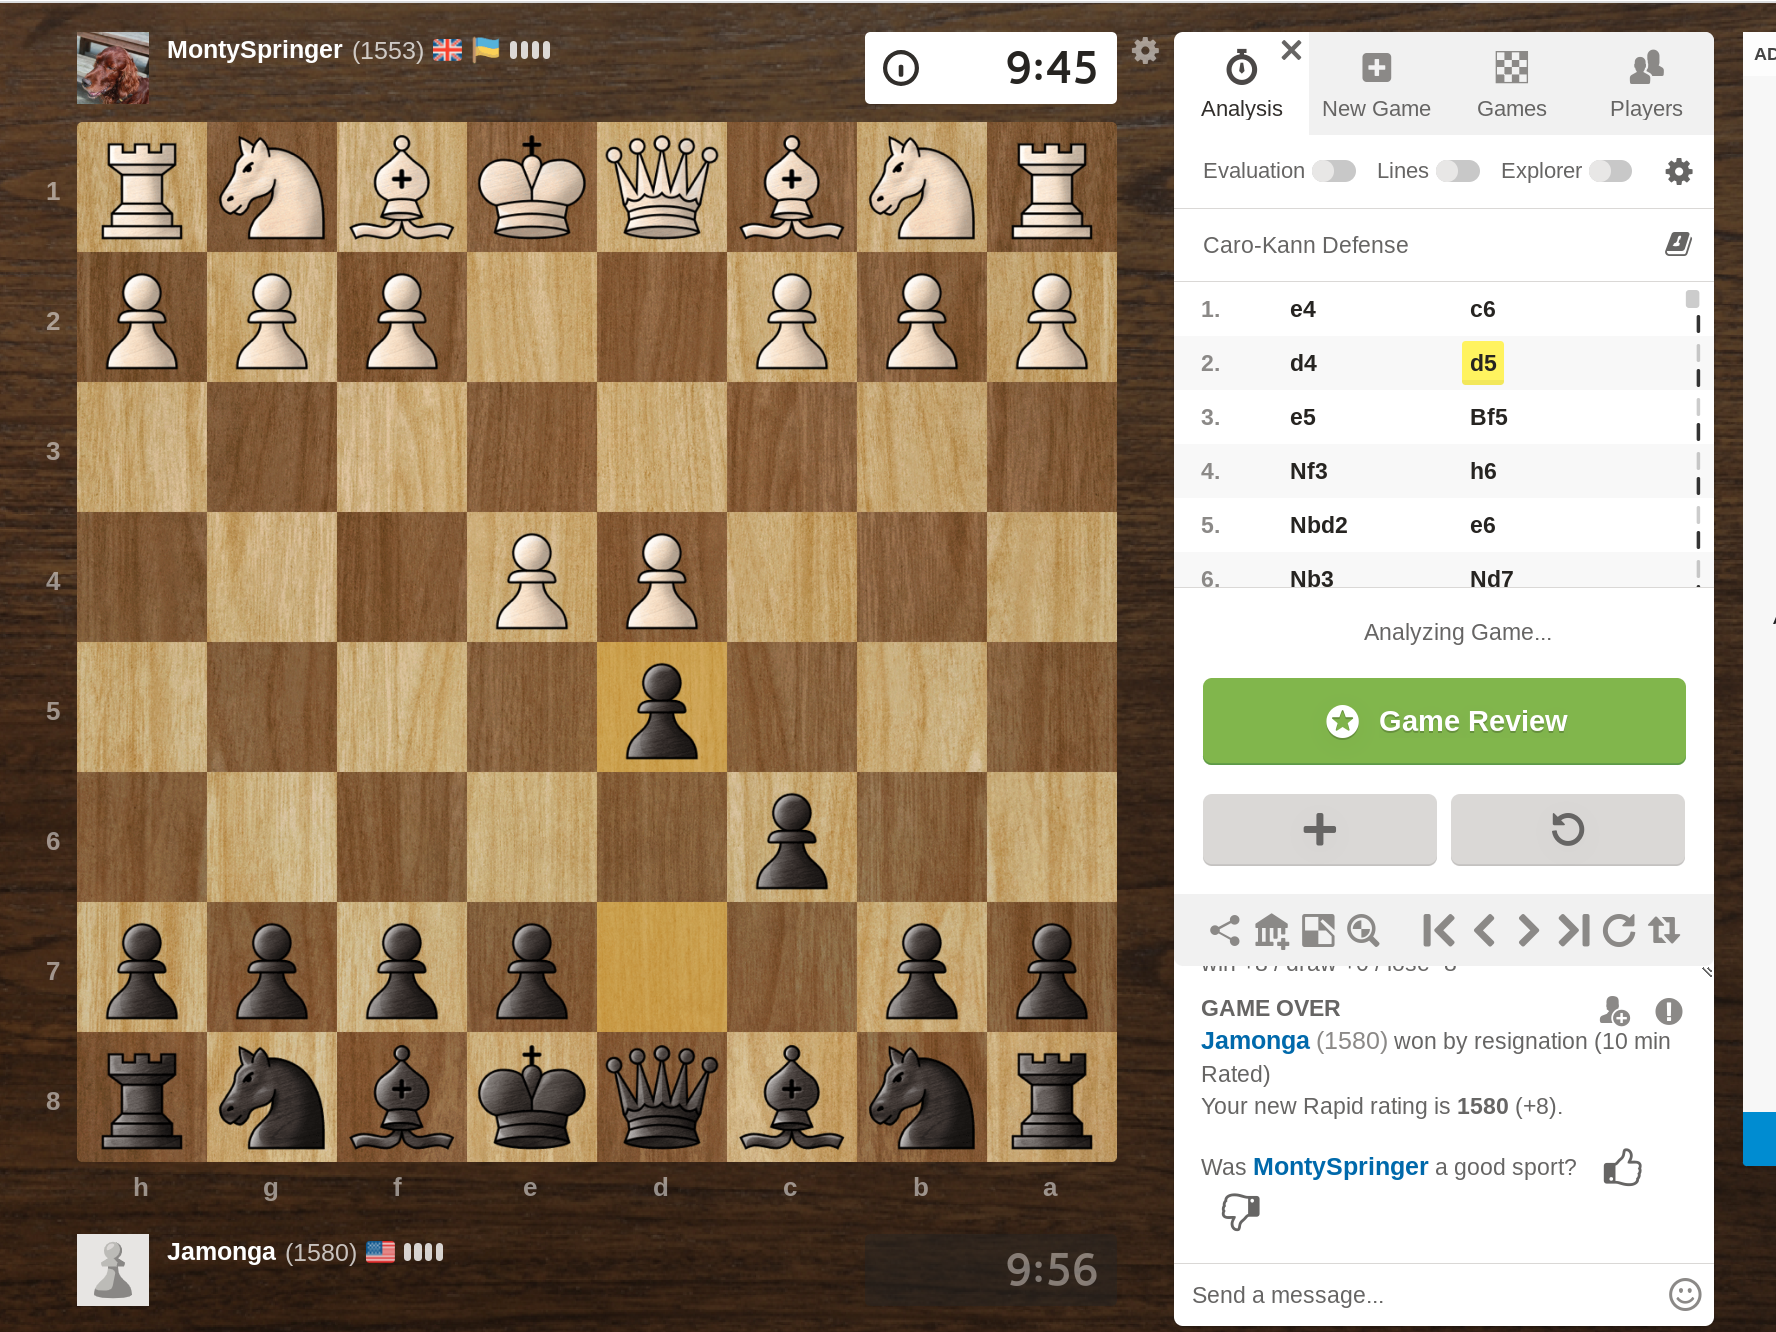 MontySpringer (1553)
9:45
1
2
3
4
5
6
7
8
h g f e d c b a
Jamonga (1580)
9:56
Analysis
New Game
Games
Players
Evaluation Lines Explorer
Caro-Kann Defense
1. e4 c6
2. d4 d5
3. e5 Bf5
4. Nf3 h6
5. Nbd2 e6
6. Nb3 Nd7
Analyzing Game...
Game Review
GAME OVER
Jamonga (1580) won by resignation (10 min
Rated)
Your new Rapid rating is 1580 (+8).
Was MontySpringer a good sport?
Send a message...
AD